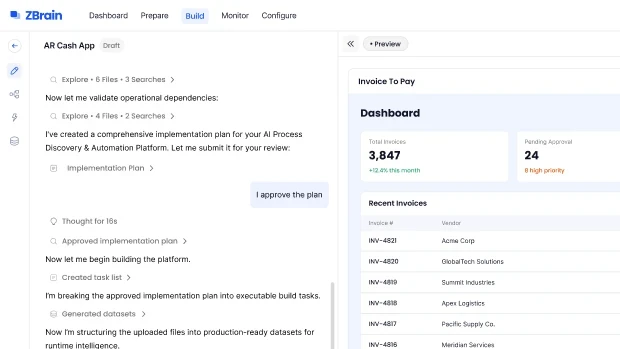 ZBrain
Dashboard Prepare Build Monitor Configure
AR Cash App Draft
Explore • 6 Files • 3 Searches
Now let me validate operational dependencies:
Explore • 4 Files • 2 Searches
I've created a comprehensive implementation plan for your AI Process
Discovery & Automation Platform. Let me submit it for your review:
Implementation Plan
I approve the plan
Thought for 16s
Approved implementation plan
Now let me begin building the platform.
Created task list
I'm breaking the approved implementation plan into executable build tasks.
Generated datasets
Now I'm structuring the uploaded files into production-ready datasets for
runtime intelligence.
+ Preview
Invoice To Pay
Dashboard
Total Invoices
3,847
+12.4% this month
Pending Approval
24
8 high priority
Recent Invoices
Invoice # Vendor
INV-4821 Acme Corp
INV-4820 GlobalTech Solutions
INV-4819 Summit Industries
INV-4818 Apex Logistics
INV-4817 Pacific Supply Co.
INV-4816 Meridian Services